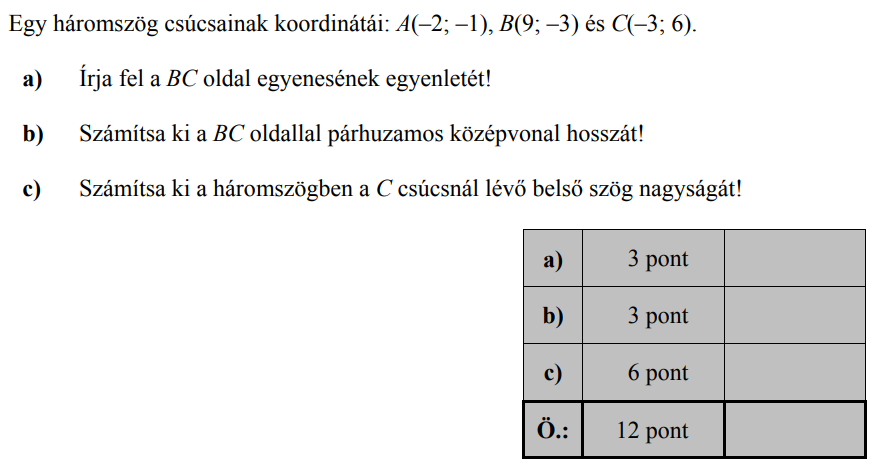 Egy háromszög csúcsainak koordinátái: A(–2; –1), B(9; –3) és C(–3; 6).
a) Írja fel a BC oldal egyenesének egyenletét!
b) Számítsa ki a BC oldallal párhuzamos középvonal hosszát!
c) Számítsa ki a háromszögben a C csúcsnál lévő belső szög nagyságát!
a) 3 pont
b) 3 pont
c) 6 pont
Ö.: 12 pont